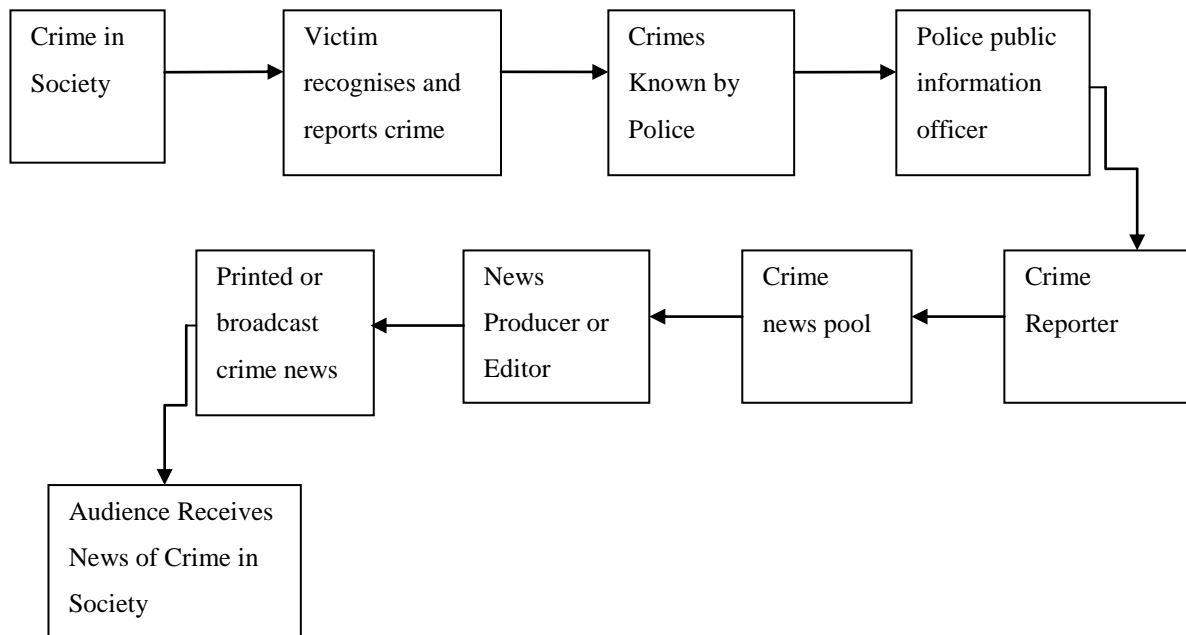 Crime in
Society
Victim
recognises and
reports crime
Crimes
Known by
Police
Police public
information
officer
Crime
Reporter
Crime
news pool
News
Producer or
Editor
Printed or
broadcast
crime news
Audience Receives
News of Crime in
Society